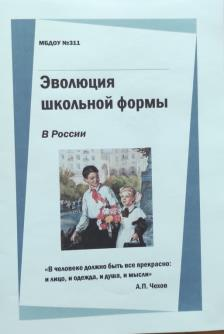 МБДОУ №311
Эволюция
школьной формы
В России
«В человеке должно быть все прекрасно:
и лицо, и одежда, и душа, и мысли»
А.П. Чехов